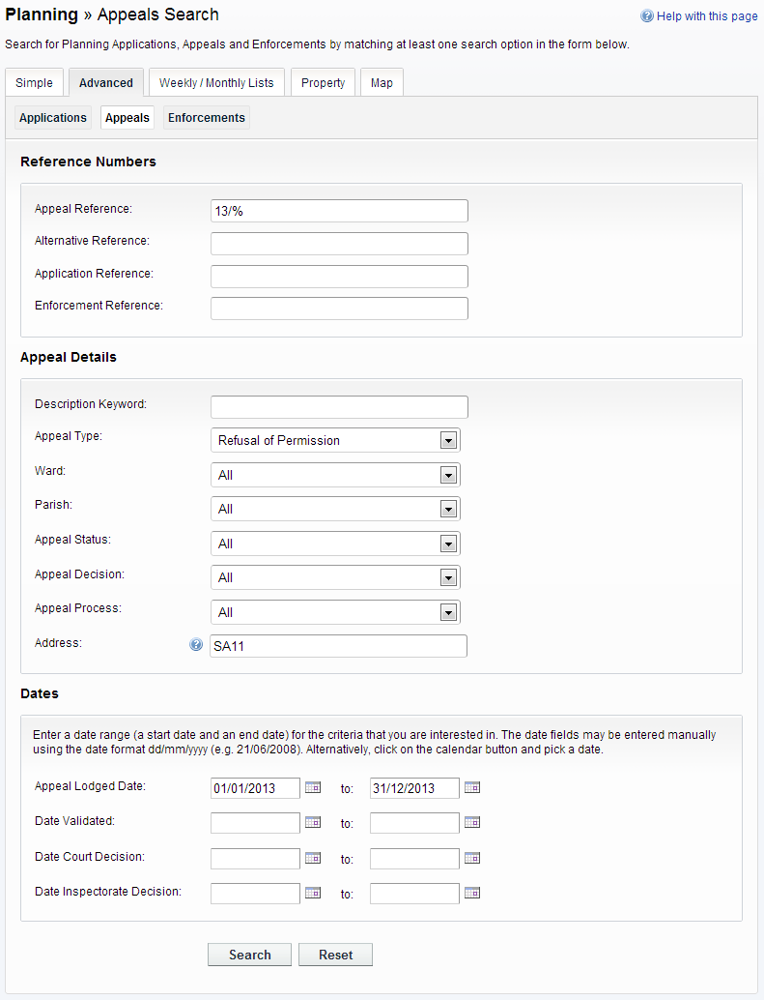 Planning » Appeals Search
Help with this page
Search for Planning Applications, Appeals and Enforcements by matching at least one search option in the form below.
Simple Advanced Weekly / Monthly Lists Property Map
Applications Appeals Enforcements
Reference Numbers
Appeal Reference: 13/%
Alternative Reference:
Application Reference:
Enforcement Reference:
Appeal Details
Description Keyword:
Appeal Type: Refusal of Permission
Ward: All
Parish: All
Appeal Status: All
Appeal Decision: All
Appeal Process: All
Address: SA11
Dates
Enter a date range (a start date and an end date) for the criteria that you are interested in. The date fields may be entered manually
using the date format dd/mm/yyyy (e.g. 21/06/2008). Alternatively, click on the calendar button and pick a date.
Appeal Lodged Date: 01/01/2013 to: 31/12/2013
Date Validated: to:
Date Court Decision: to:
Date Inspectorate Decision: to:
Search Reset